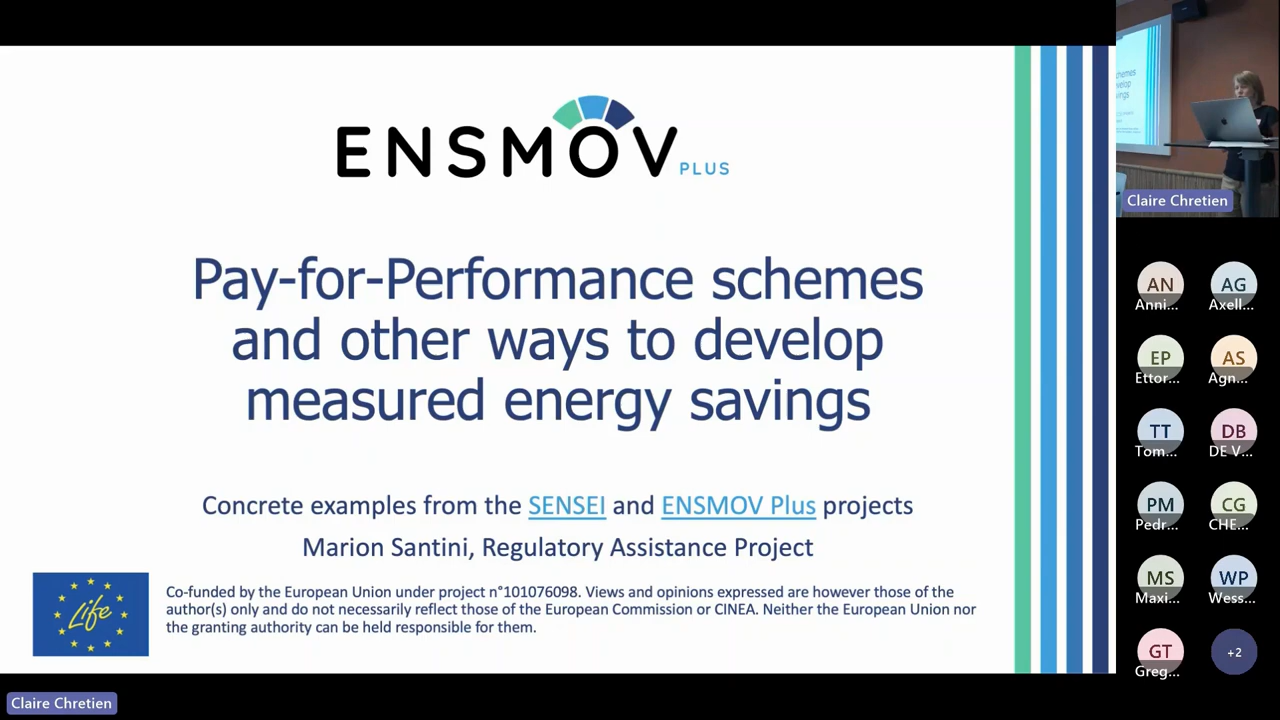 ENSMOV PLUS
Pay-for-Performance schemes
and other ways to develop
measured energy savings
Concrete examples from the SENSEI and ENSMOV Plus projects
Marion Santini, Regulatory Assistance Project
Life
Co-funded by the European Union under project n°101076098. Views and opinions expressed are however those of the
author(s) only and do not necessarily reflect those of the European Commission or CINEA. Neither the European Union nor
the granting authority can be held responsible for them.
Claire Chretien
Claire Chretien
AN
AG
Anni...
Axell...
EP
AS
Ettor...
Agn...
TT
DB
Tom...
DE V...
PM
CG
Pedr...
CHE...
MS
WP
Maxi...
Wess...
GT
+2
Greg...